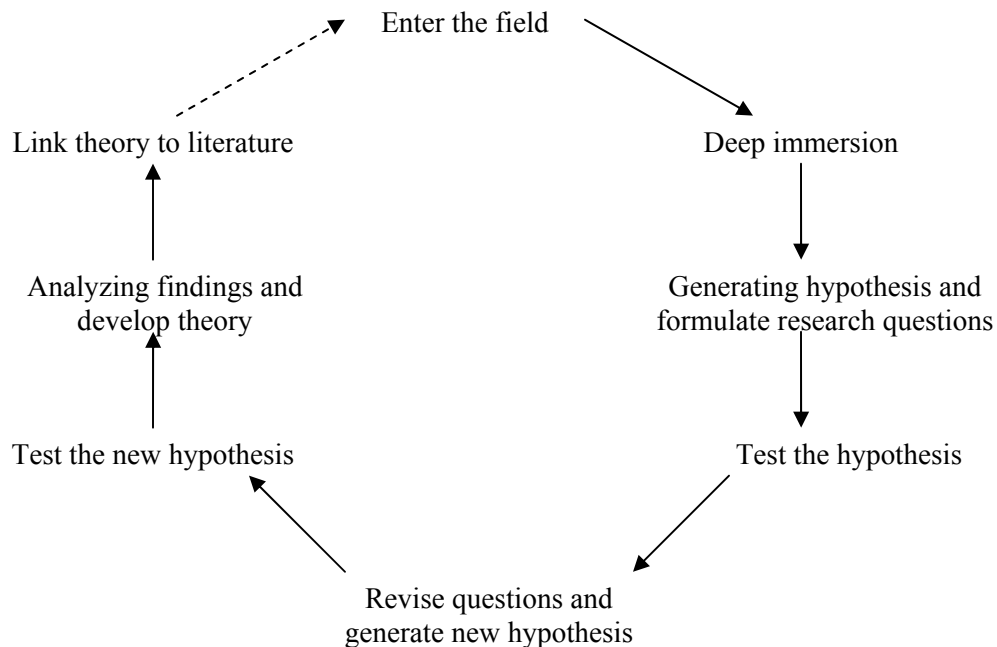 Enter the field
Deep immersion
Generating hypothesis and
formulate research questions
Test the hypothesis
Revise questions and
generate new hypothesis
Test the new hypothesis
Analyzing findings and
develop theory
Link theory to literature